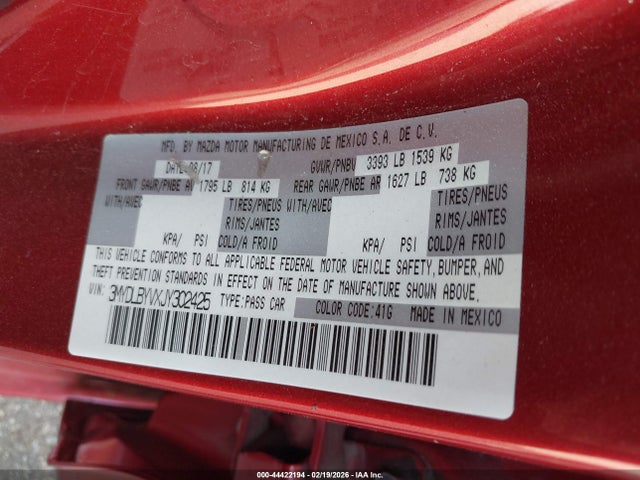 MFD. BY MAZDA MOTOR MANUFACTURING DE MEXICO S.A. DE C.V.
DATE: 08/17 GVWR/PNBV 3393 LB 1539 KG
FRONT GAWR/PNBE AV 1795 LB 814 KG REAR GAWR/PNBE AR 1627 LB 738 KG
WITH/AVEC TIRES/PNEUS WITH/AVEC TIRES/PNEUS
RIMS/JANTES RIMS/JANTES
KPA/ PSI COLD/A FROID KPA/ PSI COLD/A FROID
THIS VEHICLE CONFORMS TO ALL APPLICABLE FEDERAL MOTOR VEHICLE SAFETY, BUMPER, AND
THEFT PREVENTION STANDARDS IN EFFECT ON THE DATE OF MANUFACTURE SHOWN ABOVE.
VIN: 3MYDLBYVXJY302425 TYPE:PASS CAR COLOR CODE:41G MADE IN MEXICO
000-44422194 - 02/19/2026 - IAA Inc.